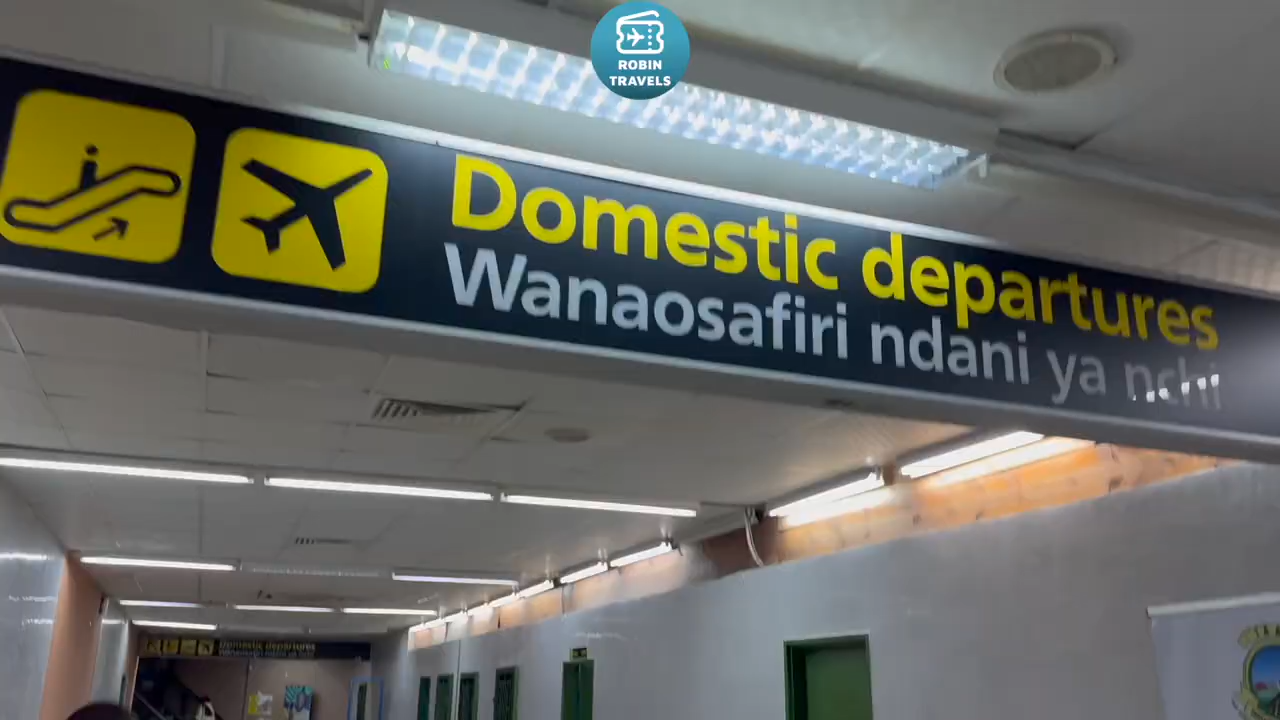 ROBIN
TRAVELS
Domestic departures
Wanaosafiri ndani ya nchi
Domestic departures